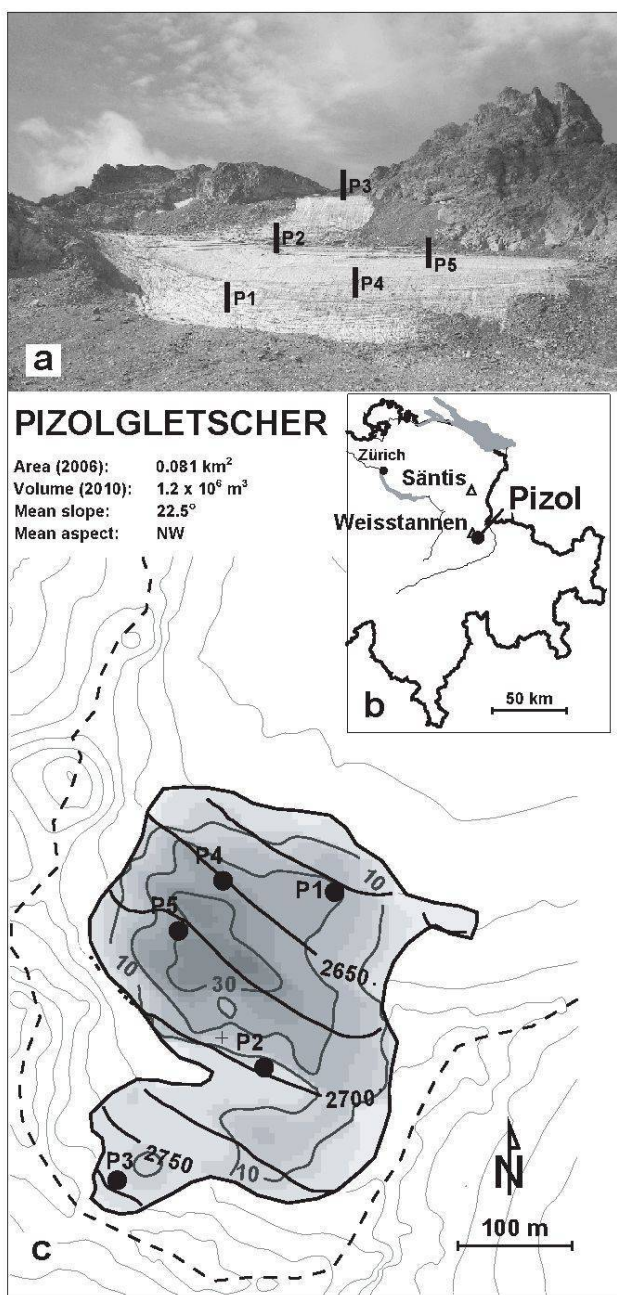 P3
P2
P5
P4
P1
a
PIZOLGLETSCHER
Area (2006): 0.081 km²
Volume (2010): 1.2 x 10⁶ m³
Mean slope: 22.5°
Mean aspect: NW
Zürich
Säntis
Pizol
Weisstannen
50 km
b
P4
10
P1
P5
2650
10
30
P2
2700
2750
10
P3
N
100 m
c